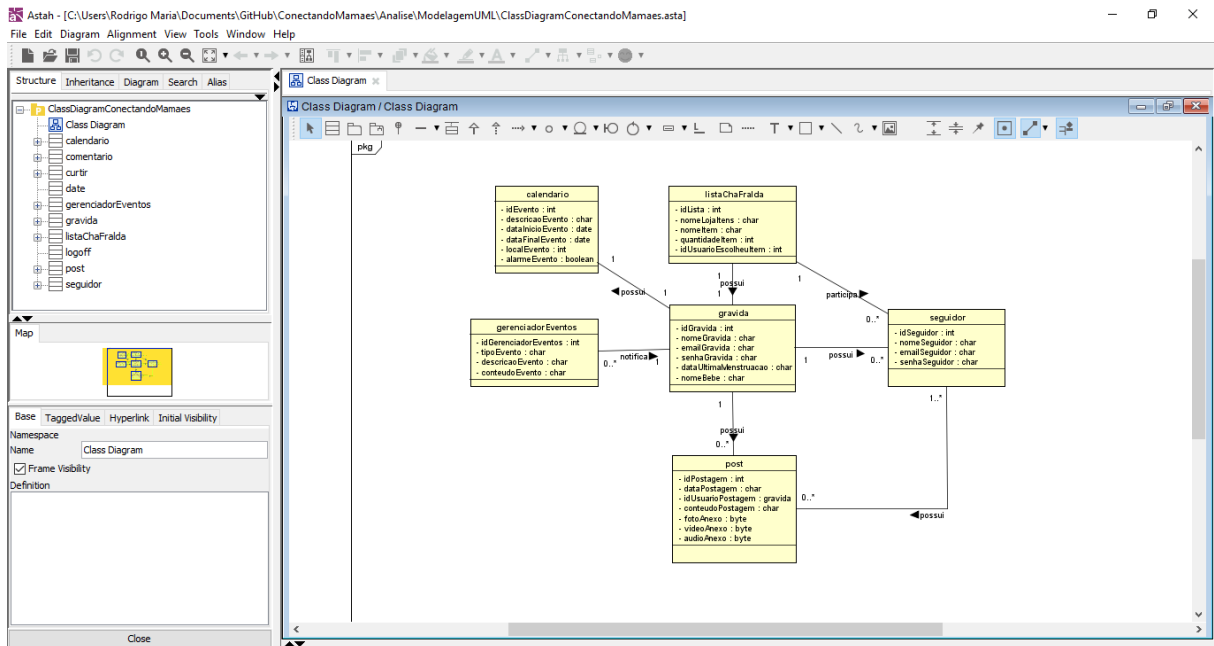 Astah - [C:\Users\Rodrigo Maria\Documents\GitHub\ConectandoMamaes\Analise\ModelagemUML\ClassDiagramConectandoMamaes.asta]
File Edit Diagram Alignment View Tools Window Help
Structure Inheritance Diagram Search Alias
ClassDiagramConectandoMamaes
Class Diagram
calendario
comentario
curtir
date
gerenciadorEventos
gravida
listaChaFralda
logoff
post
seguidor
Map
Base TaggedValue Hyperlink Initial Visibility
Namespace
Name Class Diagram
Frame Visibility
Definition
Close
Class Diagram
Class Diagram / Class Diagram
pkg
calendario
- idEvento : int
- descricaoEvento : char
- dataInicioEvento : date
- dataFinalEvento : date
- localEvento : int
- alarmeEvento : boolean
listaChaFralda
- idLista : int
- nomeLojaItens : char
- nomeItem : char
- quantidadeItem : int
- idUsuarioEscolheuItem : int
1
possui
1
1
possui
1
1
participa
0..*
gerenciadorEventos
- idGerenciadorEventos : int
- tipoEvento : char
- descricaoEvento : char
- conteudoEvento : char
0..*
notifica
1
gravida
- idGravida : int
- nomeGravida : char
- emailGravida : char
- senhaGravida : char
- dataUltimaMenstruacao : char
- nomeBebe : char
1
possui
0..*
seguidor
- idSeguidor : int
- nomeSeguidor : char
- emailSeguidor : char
- senhaSeguidor : char
1
possui
0..*
1..*
post
- idPostagem : int
- dataPostagem : char
- idUsuarioPostagem : gravida
- conteudoPostagem : char
- fotoAnexo : byte
- videoAnexo : byte
- audioAnexo : byte
0..*
possui